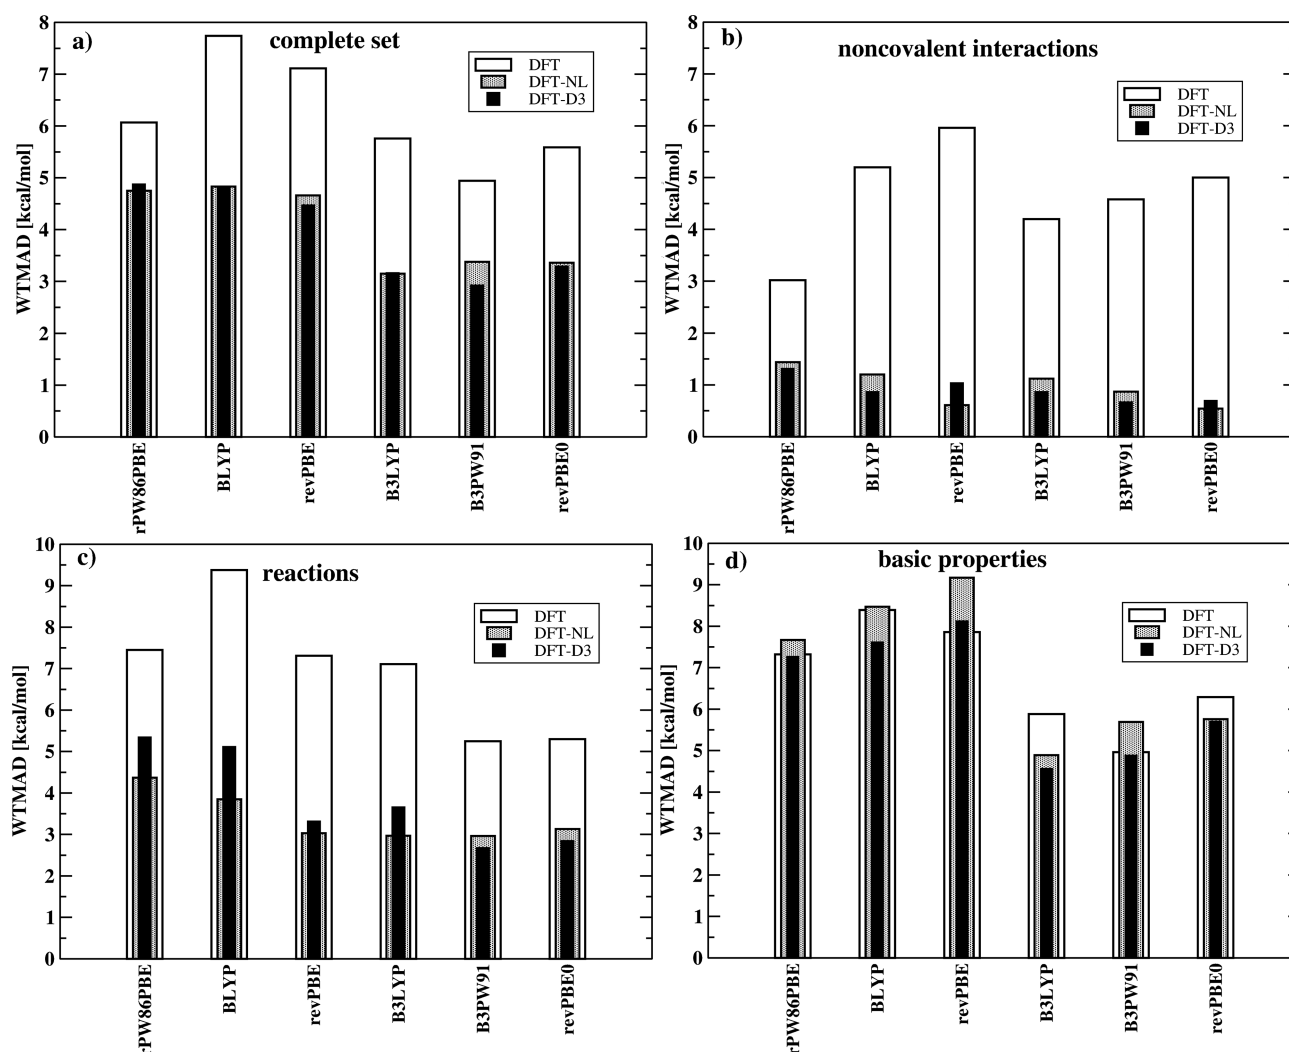 a)
complete set
DFT
DFT-NL
DFT-D3
WTMAD [kcal/mol]
8
7
6
5
4
3
2
1
0
rPW86PBE
BLYP
revPBE
B3LYP
B3PW91
revPBE0
b)
noncovalent interactions
DFT
DFT-NL
DFT-D3
WTMAD [kcal/mol]
8
7
6
5
4
3
2
1
0
rPW86PBE
BLYP
revPBE
B3LYP
B3PW91
revPBE0
c)
reactions
DFT
DFT-NL
DFT-D3
WTMAD [kcal/mol]
10
9
8
7
6
5
4
3
2
1
0
rPW86PBE
BLYP
revPBE
B3LYP
B3PW91
revPBE0
d)
basic properties
DFT
DFT-NL
DFT-D3
WTMAD [kcal/mol]
10
9
8
7
6
5
4
3
2
1
0
rPW86PBE
BLYP
revPBE
B3LYP
B3PW91
revPBE0